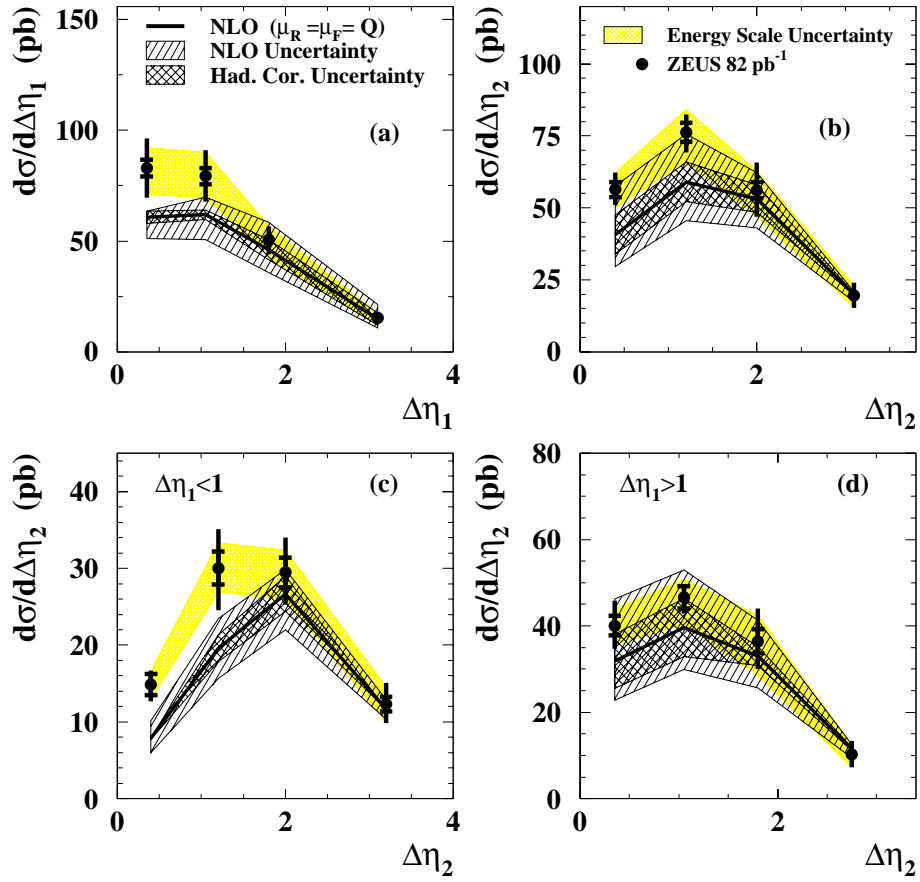 dσ/dΔη₁ (pb)
150
100
50
0
NLO (μ_R =μ_F= Q)
NLO Uncertainty
Had. Cor. Uncertainty
(a)
0 2 4
Δη₁
dσ/dΔη₂ (pb)
100
75
50
25
0
Energy Scale Uncertainty
ZEUS 82 pb⁻¹
(b)
0 2
Δη₂
dσ/dΔη₂ (pb)
40
30
20
10
0
Δη₁<1
(c)
0 2 4
Δη₂
dσ/dΔη₂ (pb)
80
60
40
20
0
Δη₁>1
(d)
0 2
Δη₂